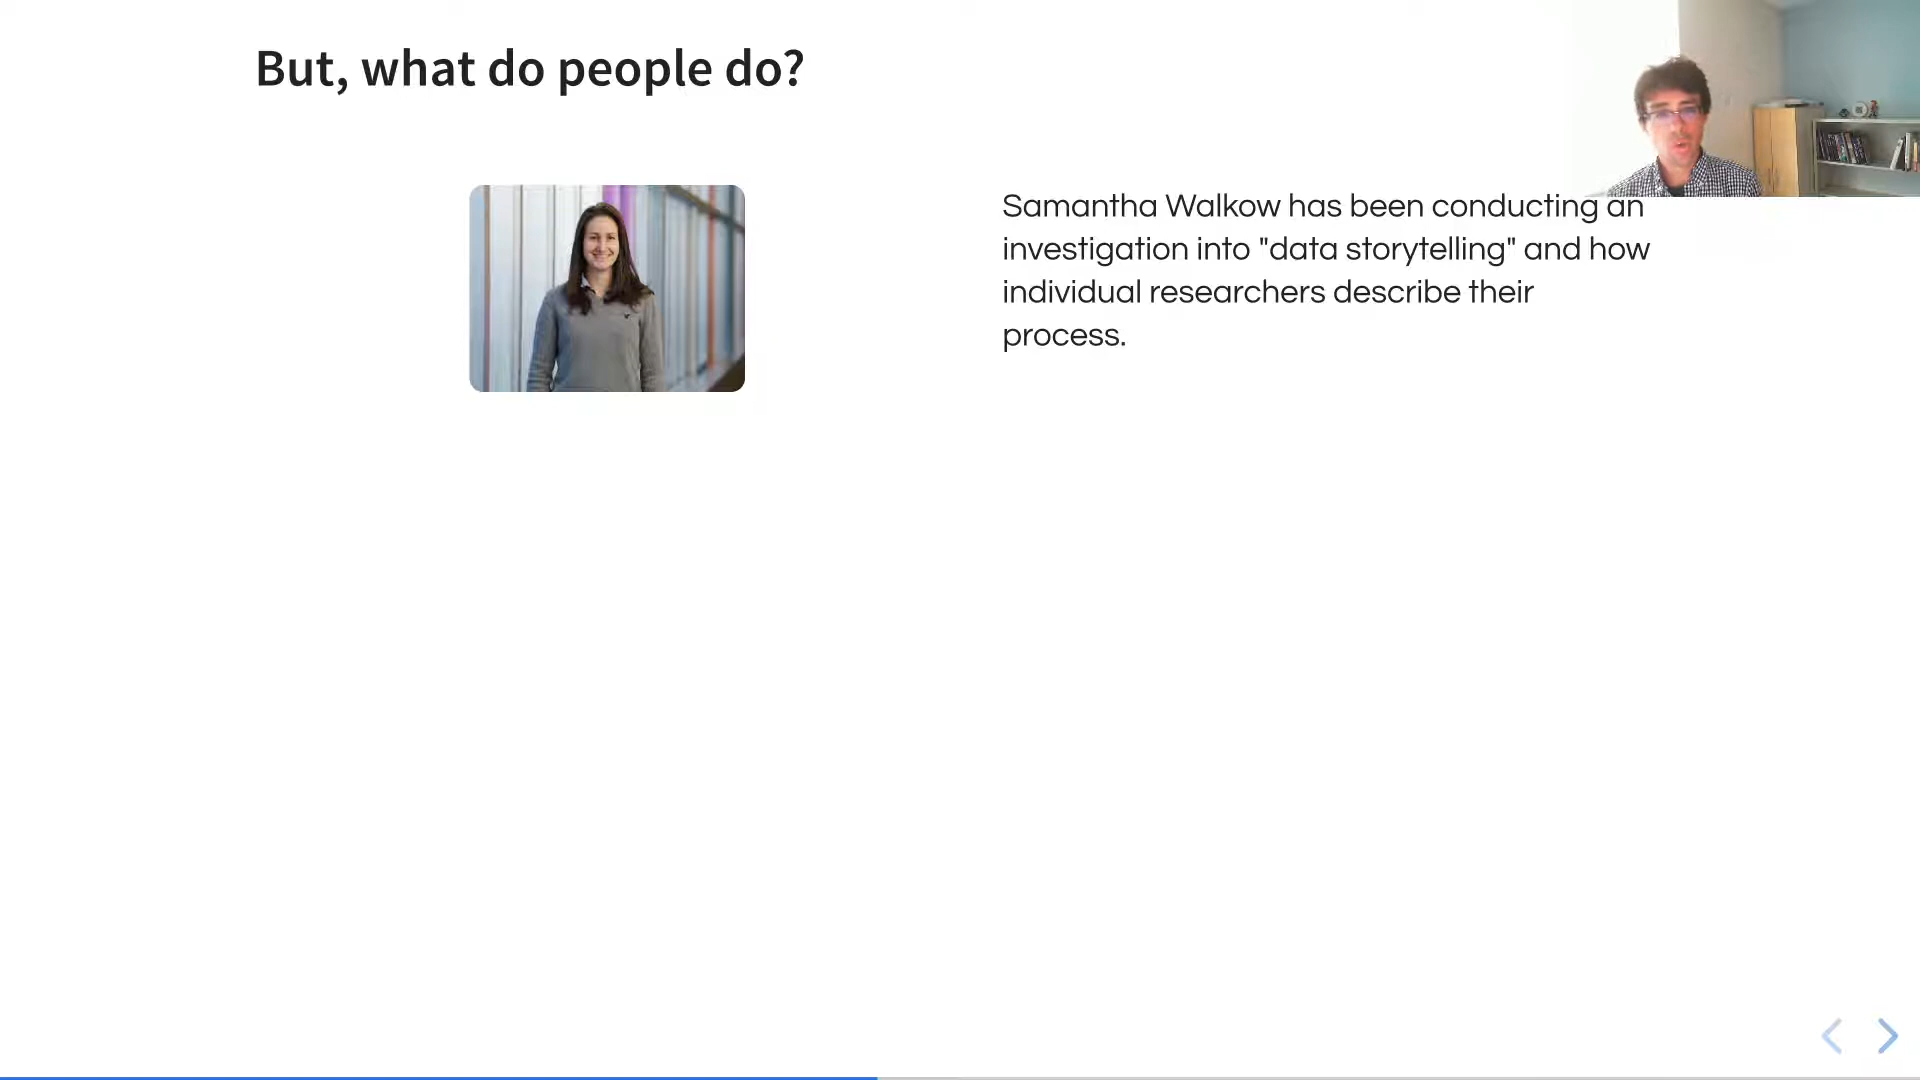 But, what do people do?
Samantha Walkow has been conducting an
investigation into "data storytelling" and how
individual researchers describe their
process.